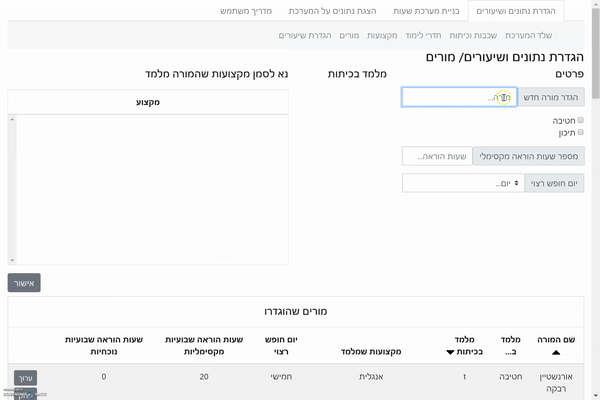 הגדרת נתונים ושיעורים
בניית מערכת שעות
הצגת נתונים על המערכת
מדריך משתמש
שלד המערכת
שכבות וכיתות
חדרי לימוד
מקצועות
מורים
הגדרת שיעורים
הגדרת נתונים ושיעורים/ מורים
פרטים
מלמד בכיתות
נא לסמן מקצועות שהמורה מלמד
הגדר מורה חדש
מקצוע
חטיבה
תיכון
מספר שעות הוראה מקסימלי
שעות הוראה...
יום חופש רצוי
יום...
אישור
מורים שהוגדרו
שם המורה
מלמד ב...
מלמד בכיתות
מקצועות שמלמד
יום חופש רצוי
שעות הוראה שבועיות מקסימליות
שעות הוראה שבועיות נוכחיות
אורנשטיין רבקה
חטיבה
ז
אנגלית
חמישי
20
0
ערוך